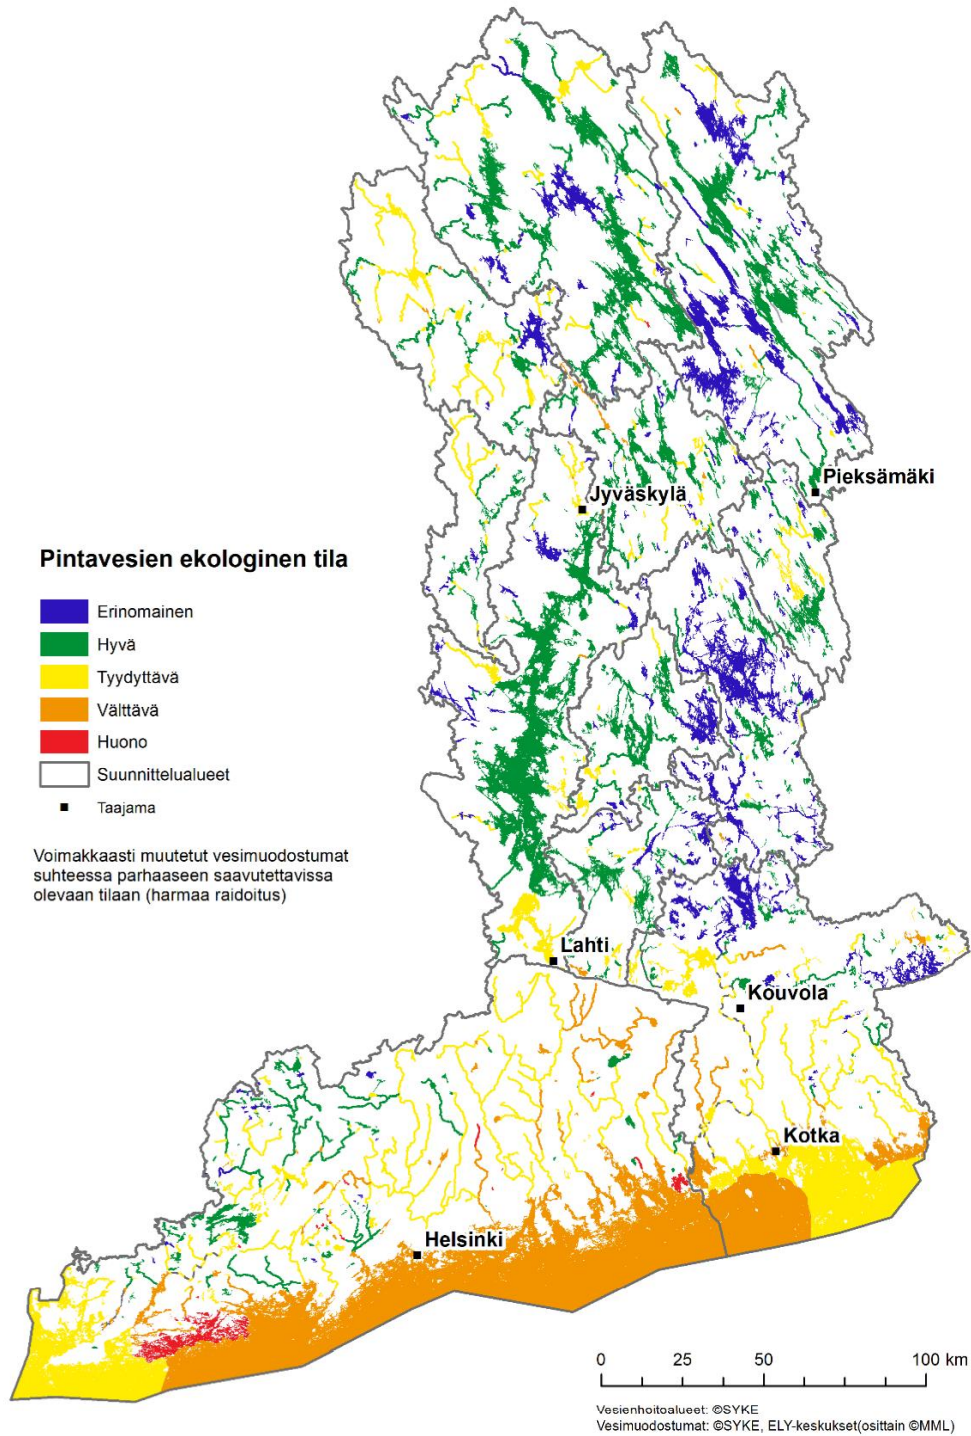 Pieksämäki
Jyväskylä
Pintavesien ekologinen tila
Erinomainen
Hyvä
Tyydyttävä
Välttävä
Huono
Suunnittelualueet
Taajama
Voimakkaasti muutetut vesimuodostumat
suhteessa parhaaseen saavutettavissa
olevaan tilaan (harmaa raidoitus)
Lahti
Kouvola
Kotka
Helsinki
0 25 50 100 km
Vesienhoitoalueet: ©SYKE
Vesimuodostumat: ©SYKE, ELY-keskukset(osittain ©MML)